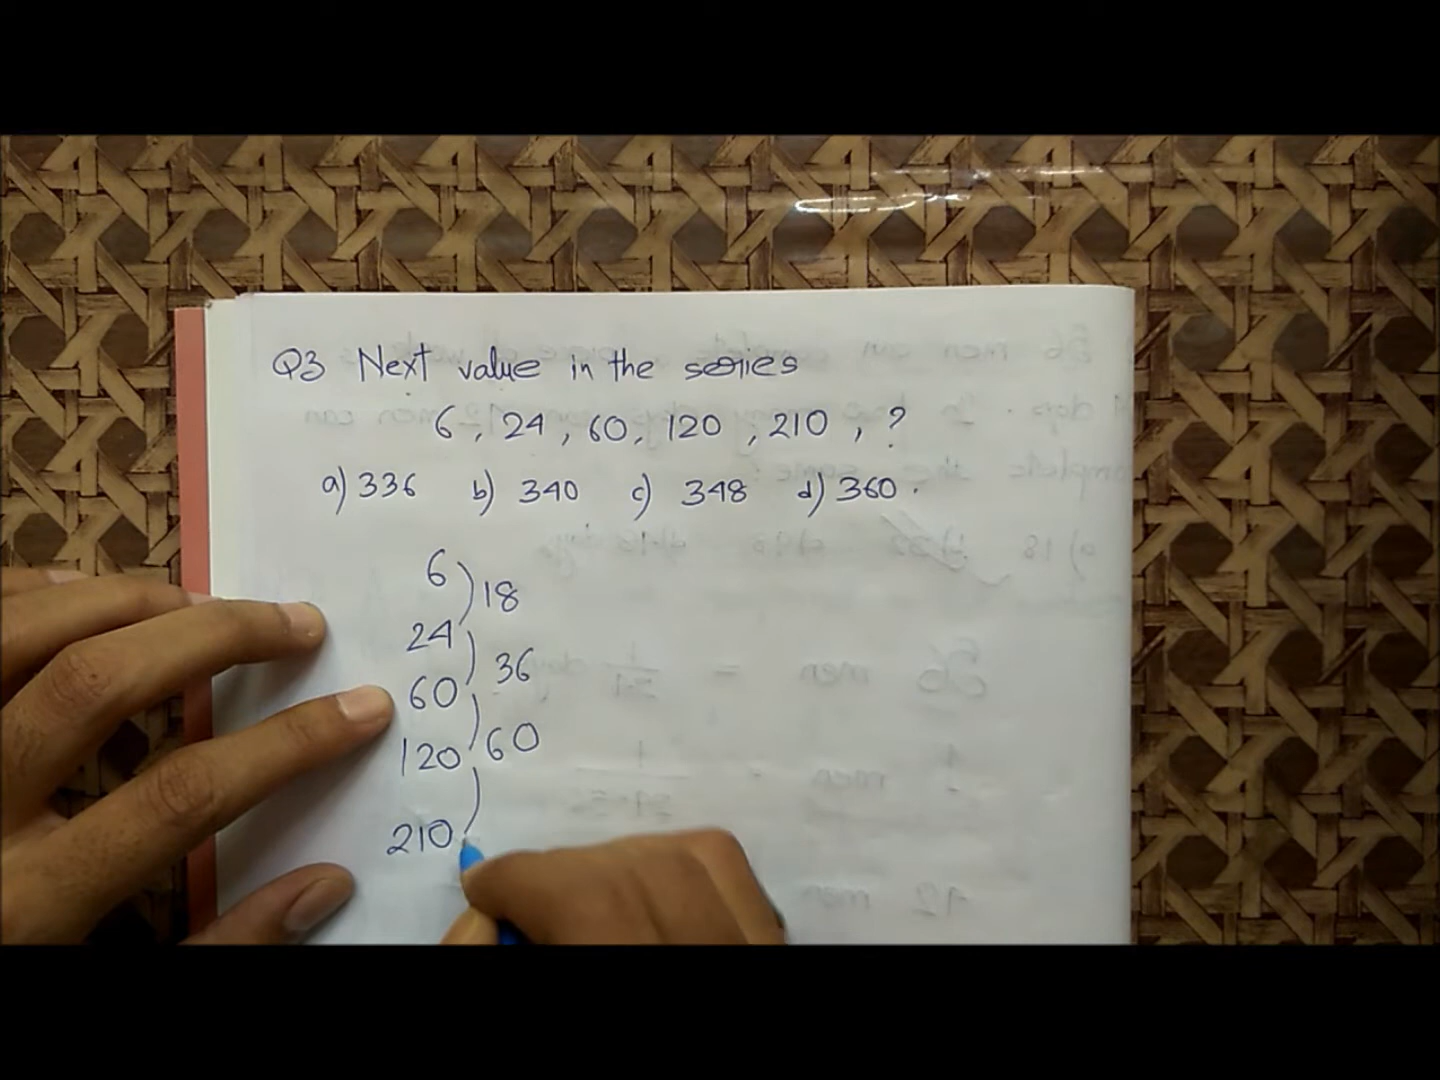 Q3 Next value in the series
6, 24, 60, 120, 210, ?
a) 336 b) 340 c) 348 d) 360.
6
18
24
36
60
60
120
210